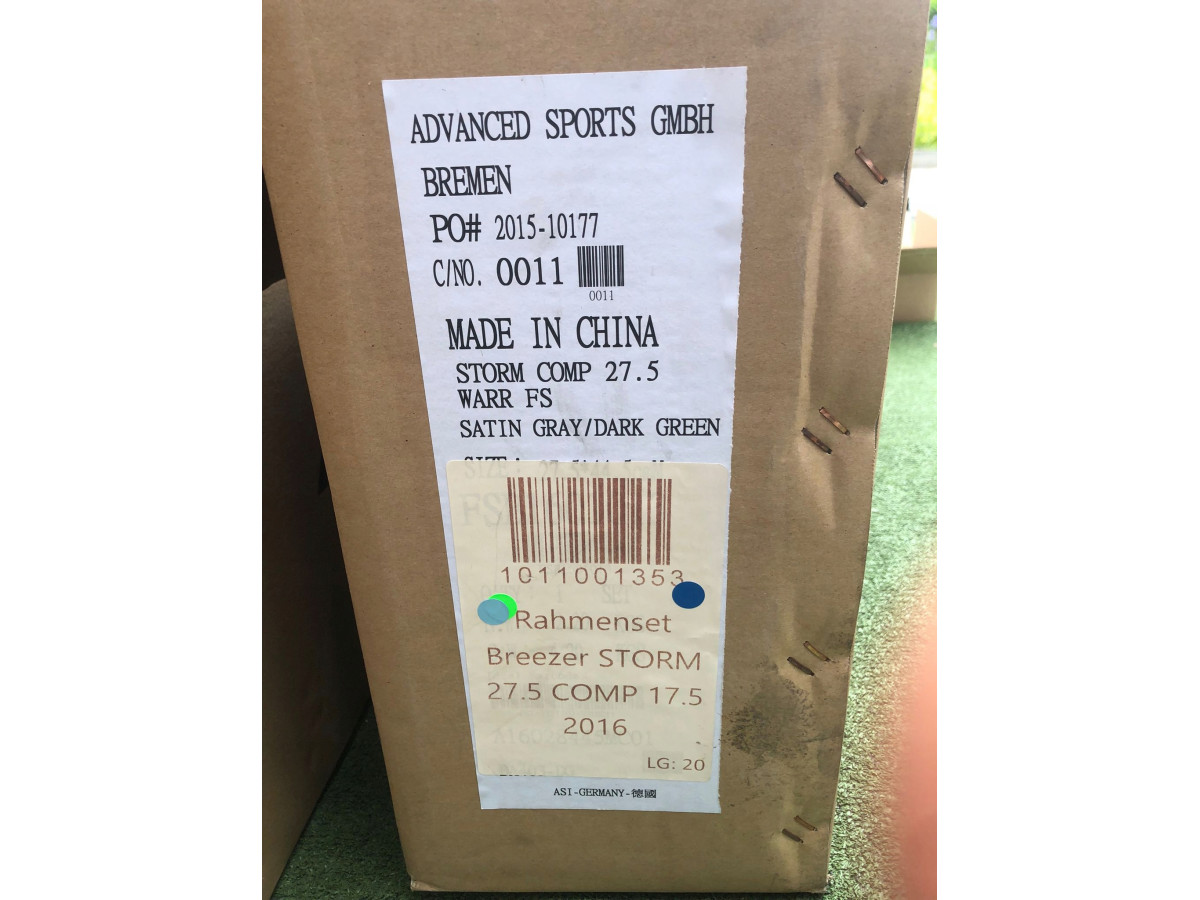 ADVANCED SPORTS GMBH
BREMEN
PO# 2015-10177
C/NO. 0011
0011
MADE IN CHINA
STORM COMP 27.5
WARR FS
SATIN GRAY/DARK GREEN
SIZE:
1011001353
Rahmenset
Breezer STORM
27.5 COMP 17.5
2016
LG: 20
ASI-GERMANY-德國